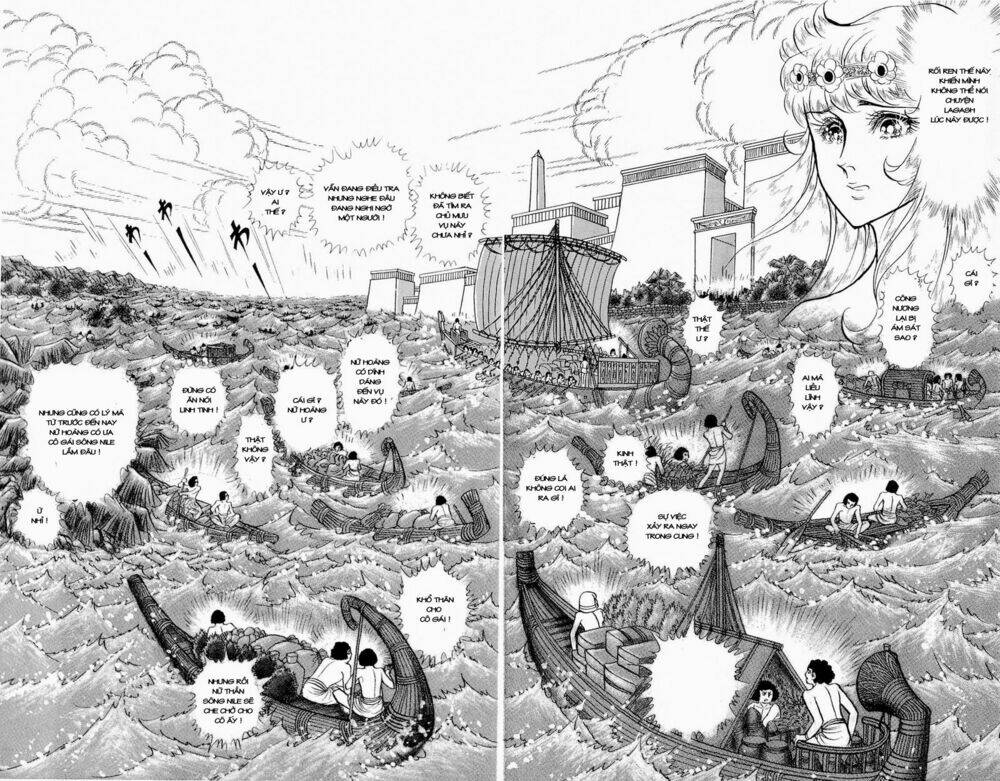 RỐI REN THẾ NÀY
KHIẾN MÌNH
KHÔNG THỂ NÓI
CHUYỆN
LAGASH
LÚC NÀY ĐƯỢC !
CÁI
GÌ ?
CÔNG
NƯƠNG
LẠI BỊ
ÁM SÁT
SAO ?
THẬT
THẾ
Ư ?
AI MÀ
LIỀU
LĨNH
VẬY ?
KINH
THẬT !
ĐÚNG LÀ
KHÔNG COI AI
RA GÌ !
SỰ VIỆC
XẢY RA NGAY
TRONG CUNG !
KHÔNG BIẾT
ĐÃ TÌM RA
CHỦ MƯU
VỤ NÀY
CHƯA NHỈ ?
VẪN ĐANG ĐIỀU TRA
NHƯNG NGHE ĐÂU
ĐANG NGHI NGỜ
MỘT NGƯỜI !
VẬY Ư ?
AI
THẾ ?
わ
わ
わ
NỮ HOÀNG
CÓ DÍNH
DÁNG
ĐẾN VỤ
NÀY ĐÓ !
CÁI GÌ ?
NỮ HOÀNG
Ư ?
ĐỪNG CÓ
ĂN NÓI
LINH TINH !
THẬT
KHÔNG
VẬY ?
NHƯNG CŨNG CÓ LÝ MÀ
TỪ TRƯỚC ĐẾN NAY
NỮ HOÀNG CÓ ƯA
CÔ GÁI SÔNG NILE
LẮM ĐÂU !
Ừ
NHỈ !
KHỔ THÂN
CHO
CÔ GÁI !
NHƯNG RỒI
NỮ THẦN
SÔNG NILE SẼ
CHE CHỞ CHO
CÔ ẤY !